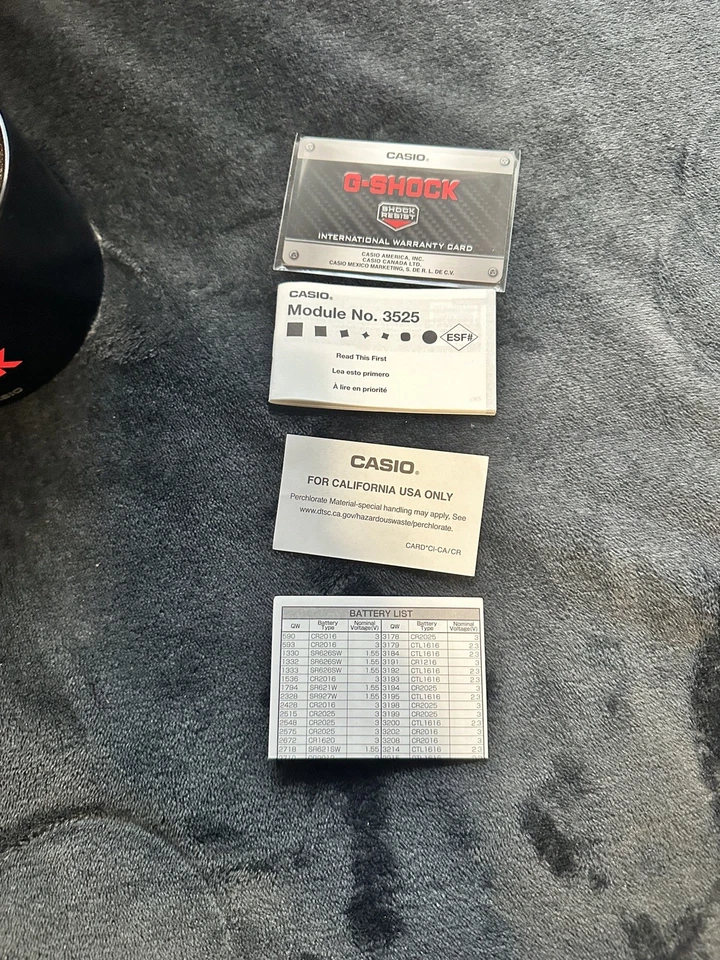 CASIO®
G-SHOCK
SHOCK
RESIST
INTERNATIONAL WARRANTY CARD
CASIO AMERICA, INC.
CASIO CANADA LTD.
CASIO MEXICO MARKETING, S. DE R. L. DE C.V.
CASIO®
Module No. 3525
ESF#
Read This First
Lea esto primero
À lire en priorité
CASIO®
FOR CALIFORNIA USA ONLY
Perchlorate Material-special handling may apply, See
www.dtsc.ca.gov/hazardouswaste/perchlorate.
CARD*CI-CA/CR
BATTERY LIST
QW Battery Type Nominal Voltage(V) QW Battery Type Nominal Voltage(V)
590 CR2016 3 3178 CR2025 3
593 CR2016 3 3179 CTL1616 2.3
1330 SR626SW 1.55 3184 CTL1616 2.3
1332 SR626SW 1.55 3191 CR1216 3
1333 SR626SW 1.55 3192 CTL1616 2.3
1536 CR2016 3 3193 CTL1616 2.3
1794 SR621W 1.55 3194 CR2025 3
2328 SR927W 1.55 3195 CTL1616 2.3
2428 CR2016 3 3198 CR2025 3
2515 CR2025 3 3199 CR2025 3
2548 CR2025 3 3200 CTL1616 2.3
2575 CR2025 3 3202 CR2016 3
2672 CR1620 3 3208 CR2016 3
2718 SR621SW 1.55 3214 CTL1616 2.3